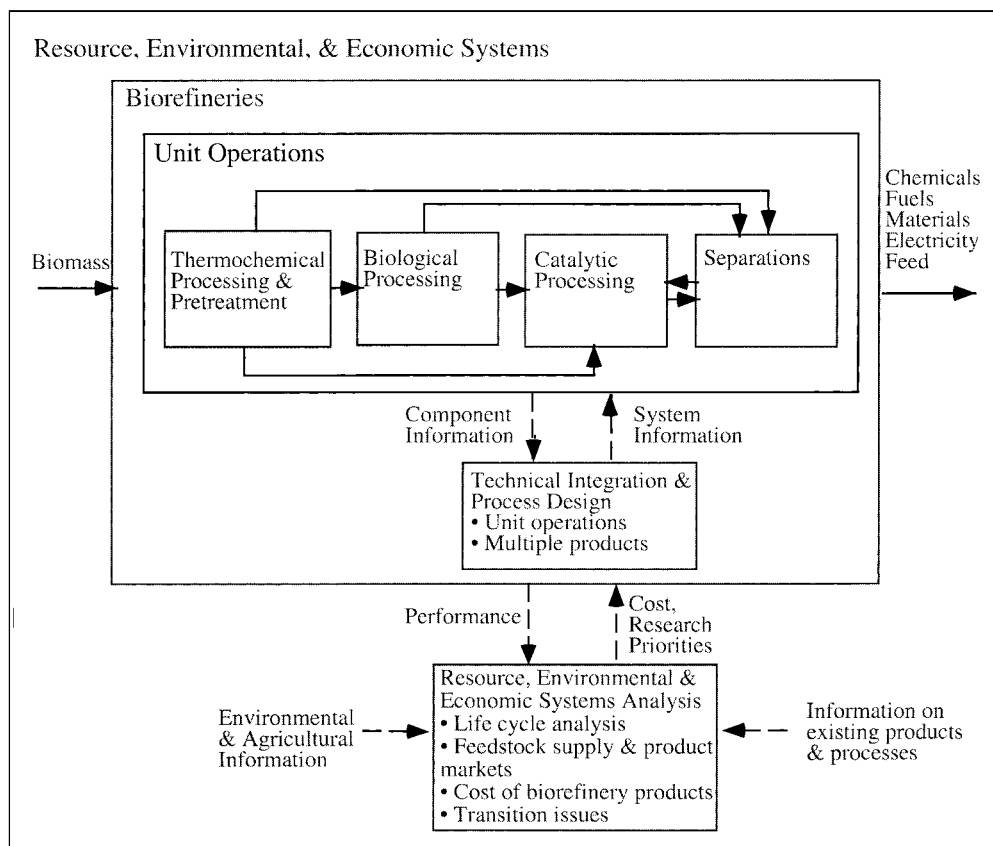 Resource, Environmental, & Economic Systems
Biorefineries
Unit Operations
Biomass
Thermochemical
Processing &
Pretreatment
Biological
Processing
Catalytic
Processing
Separations
Chemicals
Fuels
Materials
Electricity
Feed
Component
Information
System
Information
Technical Integration &
Process Design
• Unit operations
• Multiple products
Performance
Cost,
Research
Priorities
Resource, Environmental &
Economic Systems Analysis
• Life cycle analysis
• Feedstock supply & product
markets
• Cost of biorefinery products
• Transition issues
Environmental
& Agricultural
Information
Information on
existing products
& processes